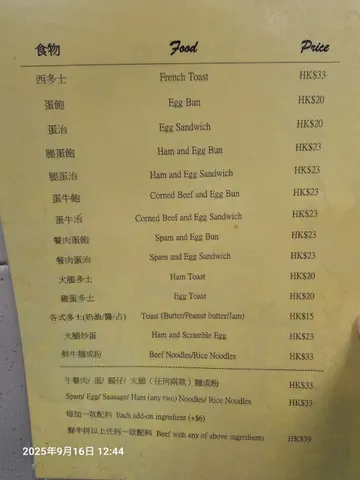 食物 Food Price
西多士 French Toast HK$33
蛋飽 Egg Bun HK$20
蛋治 Egg Sandwich HK$20
腿蛋飽 Ham and Egg Bun HK$23
腿蛋治 Ham and Egg Sandwich HK$23
蛋牛飽 Corned Beef and Egg Bun HK$23
蛋牛治 Corned Beef and Egg Sandwich HK$23
餐肉蛋飽 Spam and Egg Bun HK$23
餐肉蛋治 Spam and Egg Sandwich HK$23
火腿多士 Ham Toast HK$20
雞蛋多士 Egg Toast HK$20
各式多士(奶油/醬/占) Toast (Butter/Peanut butter/Jam) HK$15
火腿炒蛋 Ham and Scramble Egg HK$23
鮮牛麵或粉 Beef Noodles/Rice Noodles HK$33
午餐肉/ 蛋/ 腸仔/ 火腿 (任何兩款) 麵或粉 HK$33
Spam/ Egg/ Sausage/ Ham (any two) Noodles/ Rice Noodles HK$33
每加一款配料 Each add-on ingredient (+$6)
鮮牛拼以上任何一款配料 Beef with any of above ingredients HK$39
2025年9月16日 12:44